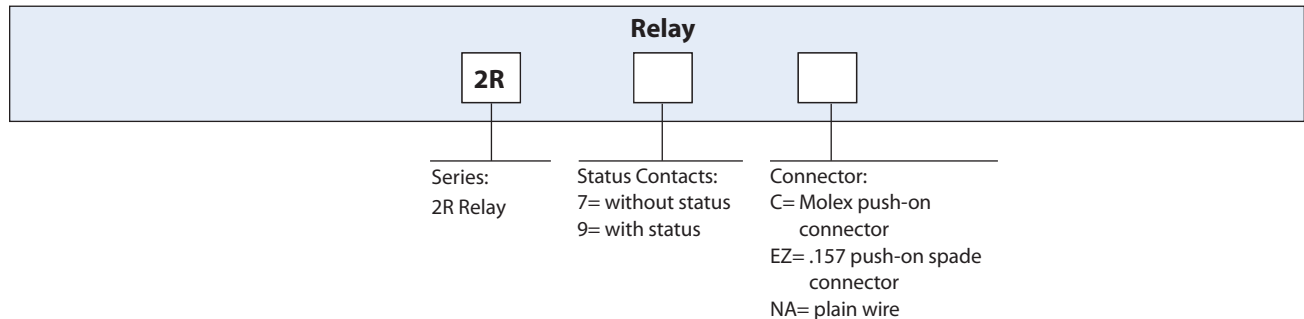 Relay
2R
Series:
2R Relay
Status Contacts:
7= without status
9= with status
Connector:
C= Molex push-on
connector
EZ= .157 push-on spade
connector
NA= plain wire